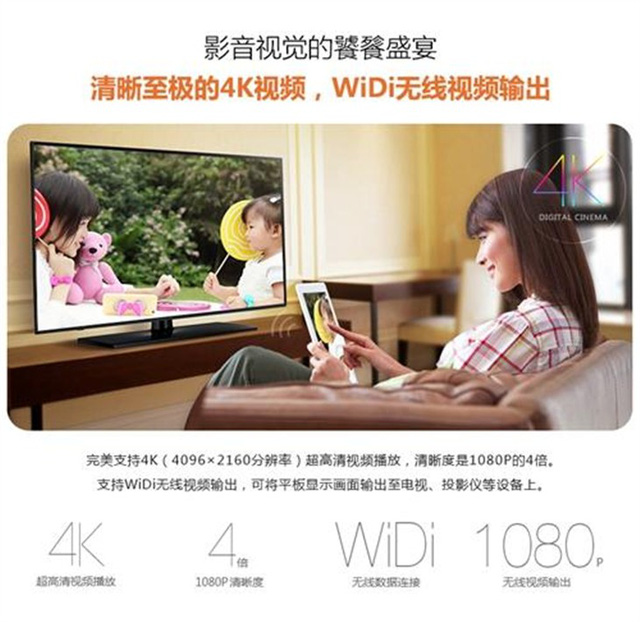 影音视觉的饕餮盛宴
清晰至极的4K视频，WiDi无线视频输出
4K
DIGITAL CINEMA
完美支持4K（4096×2160分辨率）超高清视频播放，清晰度是1080P的4倍。
支持WiDi无线视频输出，可将平板显示画面输出至电视、投影仪等设备上。
4K 4倍 WiDi 1080P
超高清视频播放 1080P清晰度 无线数据连接 无线视频输出